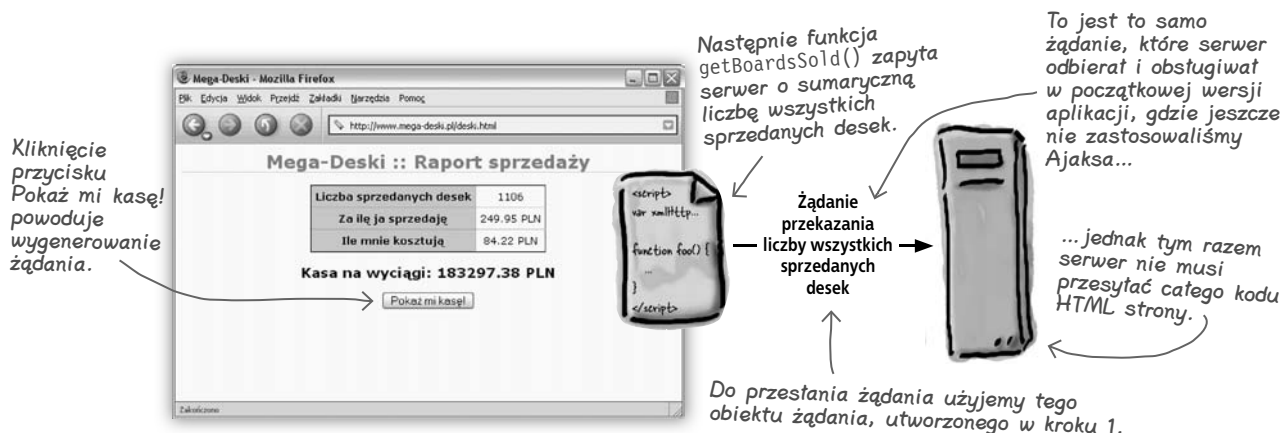 Kliknięcie
przycisku
Pokaż mi kasę!
powoduje
wygenerowanie
żądania.
Mega-Deski - Mozilla Firefox
Plik Edycja Widok Przejdź Zakładki Narzędzia Pomoc
http://www.mega-deski.pl/deski.html
Mega-Deski :: Raport sprzedaży
Liczba sprzedanych desek 1106
Za ilę ja sprzedaję 249.95 PLN
Ile mnie kosztują 84.22 PLN
Kasa na wyciągi: 183297.38 PLN
Pokaż mi kasę!
Zakończono
Następnie funkcja
getBoardsSold() zapyta
serwer o sumaryczną
liczbę wszystkich
sprzedanych desek.
<script>
var xmlHttp...
function foo() {
...
}
</script>
Żądanie
przekazania
liczby wszystkich
sprzedanych
desek
To jest to samo
żądanie, które serwer
odbierał i obsługiwał
w początkowej wersji
aplikacji, gdzie jeszcze
nie zastosowaliśmy
Ajaksa...
...jednak tym razem
serwer nie musi
przesyłać całego kodu
HTML strony.
Do przesłania żądania użyjemy tego
obiektu żądania, utworzonego w kroku 1.